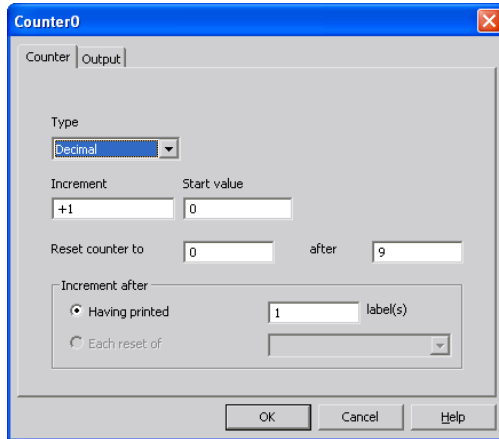 Counter0
Counter Output
Type
Decimal
Increment Start value
+1 0
Reset counter to 0 after 9
Increment after
Having printed 1 label(s)
Each reset of
OK Cancel Help